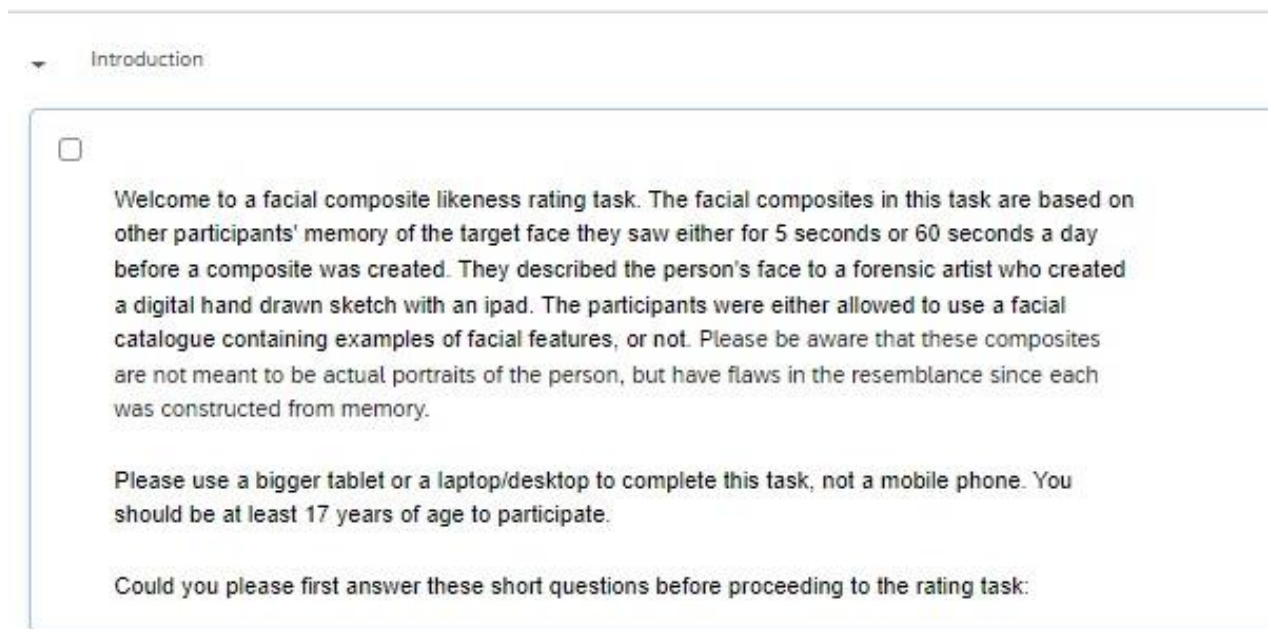 Introduction
Welcome to a facial composite likeness rating task. The facial composites in this task are based on
other participants' memory of the target face they saw either for 5 seconds or 60 seconds a day
before a composite was created. They described the person's face to a forensic artist who created
a digital hand drawn sketch with an ipad. The participants were either allowed to use a facial
catalogue containing examples of facial features, or not. Please be aware that these composites
are not meant to be actual portraits of the person, but have flaws in the resemblance since each
was constructed from memory.
Please use a bigger tablet or a laptop/desktop to complete this task, not a mobile phone. You
should be at least 17 years of age to participate.
Could you please first answer these short questions before proceeding to the rating task: